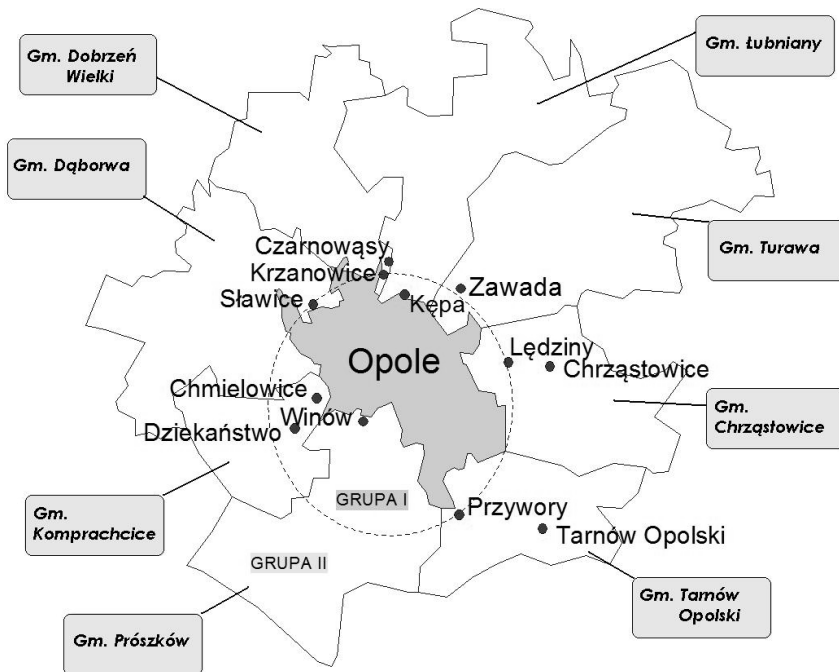 Gm. Dobrzeń
Wielki
Gm. Łubniany
Gm. Dąborwa
Gm. Turawa
Czarnowąsy
Krzanowice
Sławice
Kępa
Zawada
Opole
Lędziny
Chrząstowice
Chmielowice
Winów
Dziekaństwo
Gm.
Chrząstowice
GRUPA I
Przywory
Gm.
Komprachcice
Tarnów Opolski
GRUPA II
Gm. Tarnów
Opolski
Gm. Prószków